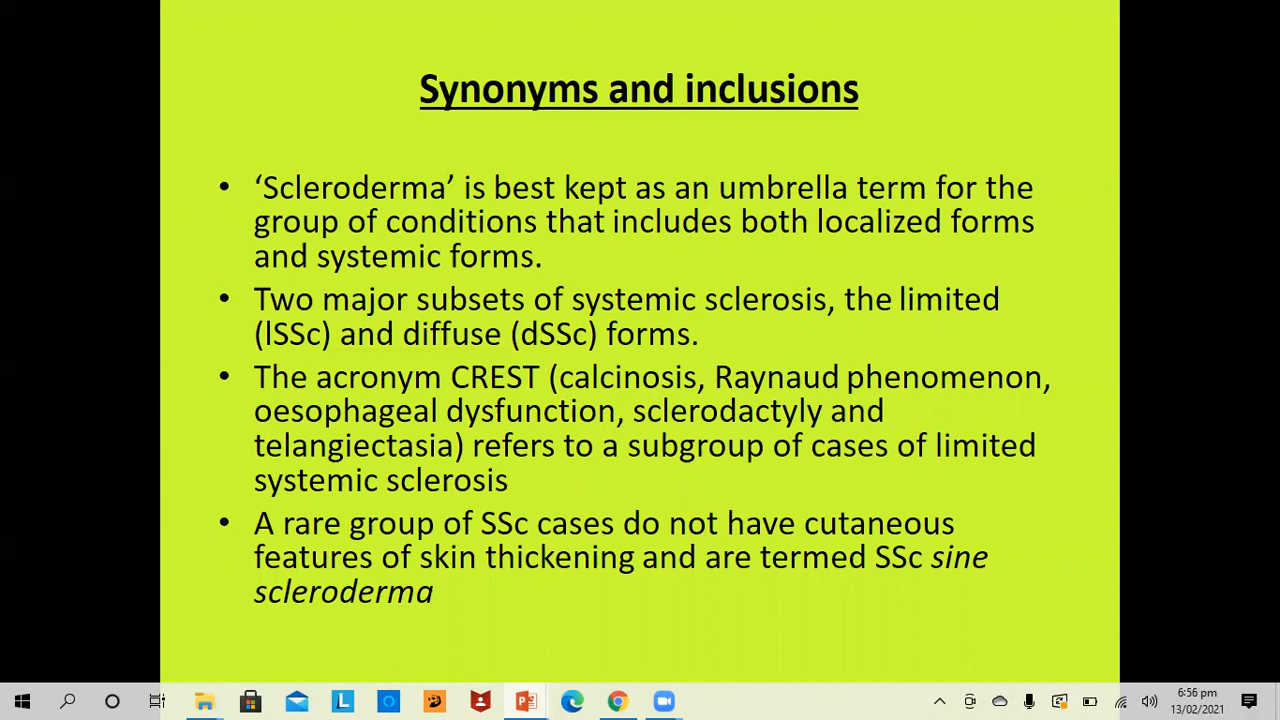 Synonyms and inclusions
• ‘Scleroderma’ is best kept as an umbrella term for the
group of conditions that includes both localized forms
and systemic forms.
• Two major subsets of systemic sclerosis, the limited
(lSSc) and diffuse (dSSc) forms.
• The acronym CREST (calcinosis, Raynaud phenomenon,
oesophageal dysfunction, sclerodactyly and
telangiectasia) refers to a subgroup of cases of limited
systemic sclerosis
• A rare group of SSc cases do not have cutaneous
features of skin thickening and are termed SSc sine
scleroderma
L
6:56 pm
13/02/2021